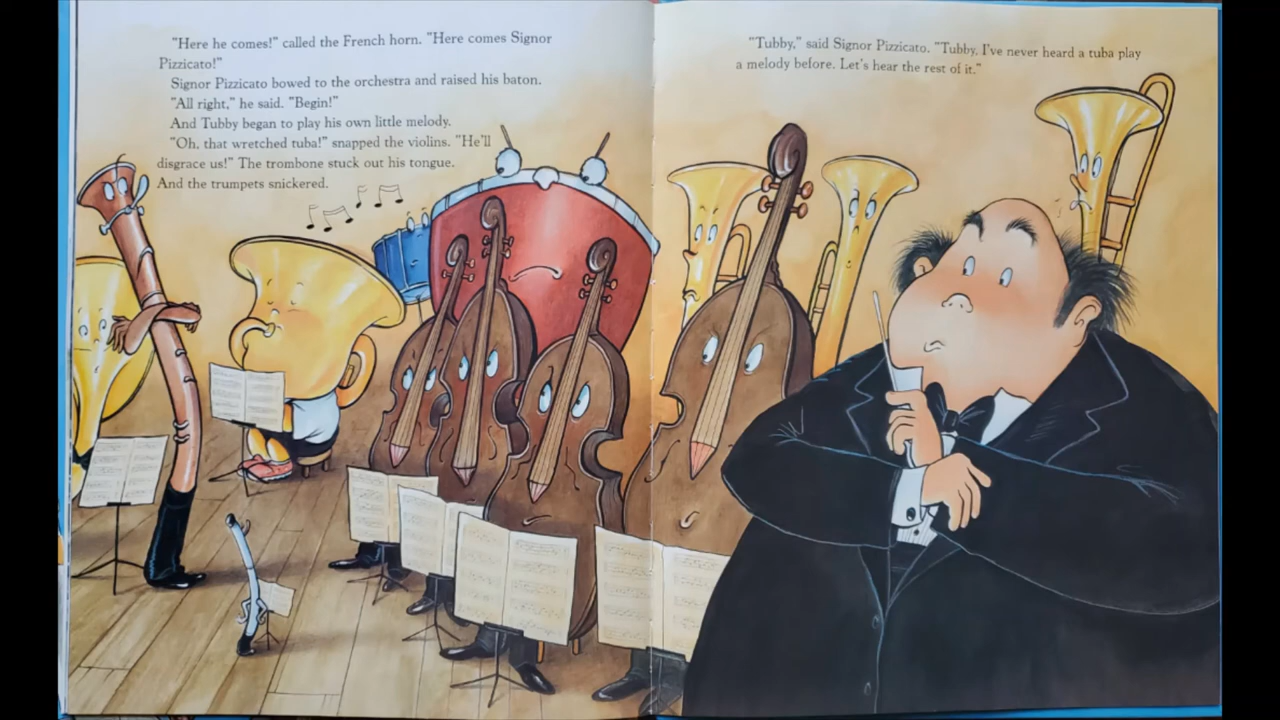 "Here he comes!" called the French horn. "Here comes Signor
Pizzicato!"
Signor Pizzicato bowed to the orchestra and raised his baton.
"All right," he said. "Begin!"
And Tubby began to play his own little melody.
"Oh, that wretched tuba!" snapped the violins. "He'll
disgrace us!" The trombone stuck out his tongue.
And the trumpets snickered.
"Tubby," said Signor Pizzicato. "Tubby, I've never heard a tuba play
a melody before. Let's hear the rest of it."